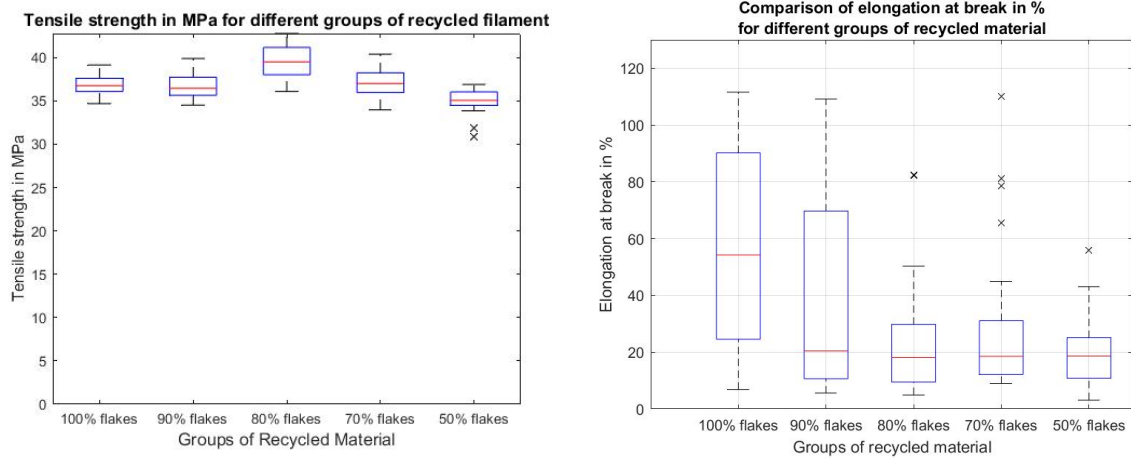 Tensile strength in MPa for different groups of recycled filament
Tensile strength in MPa
40
35
30
25
20
15
10
5
0
100% flakes 90% flakes 80% flakes 70% flakes 50% flakes
Groups of Recycled Material
Comparison of elongation at break in %
for different groups of recycled material
Elongation at break in %
120
100
80
60
40
20
0
100% flakes 90% flakes 80% flakes 70% flakes 50% flakes
Groups of recycled material